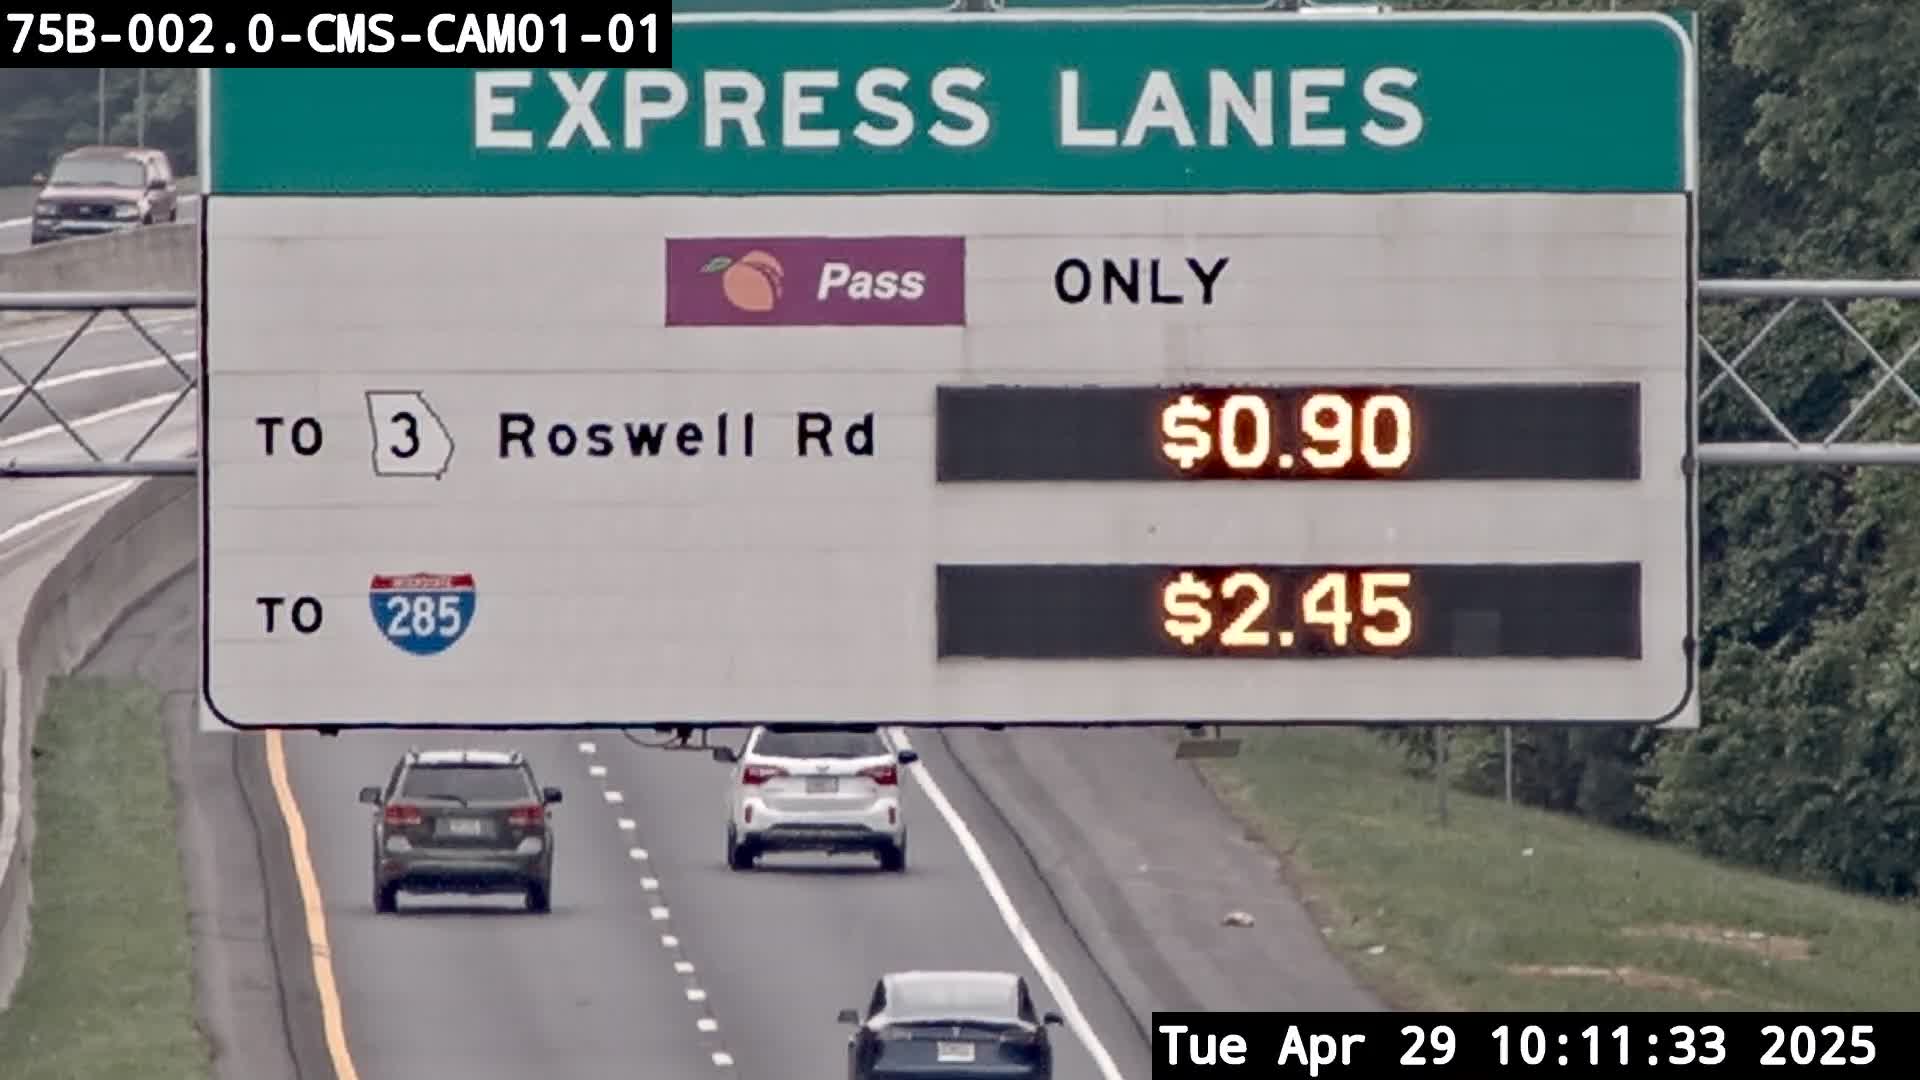 75B-002.0-CMS-CAM01-01
EXPRESS LANES
Pass ONLY
TO 3 Roswell Rd $0.90
TO INTERSTATE 285 $2.45
Tue Apr 29 10:11:33 2025